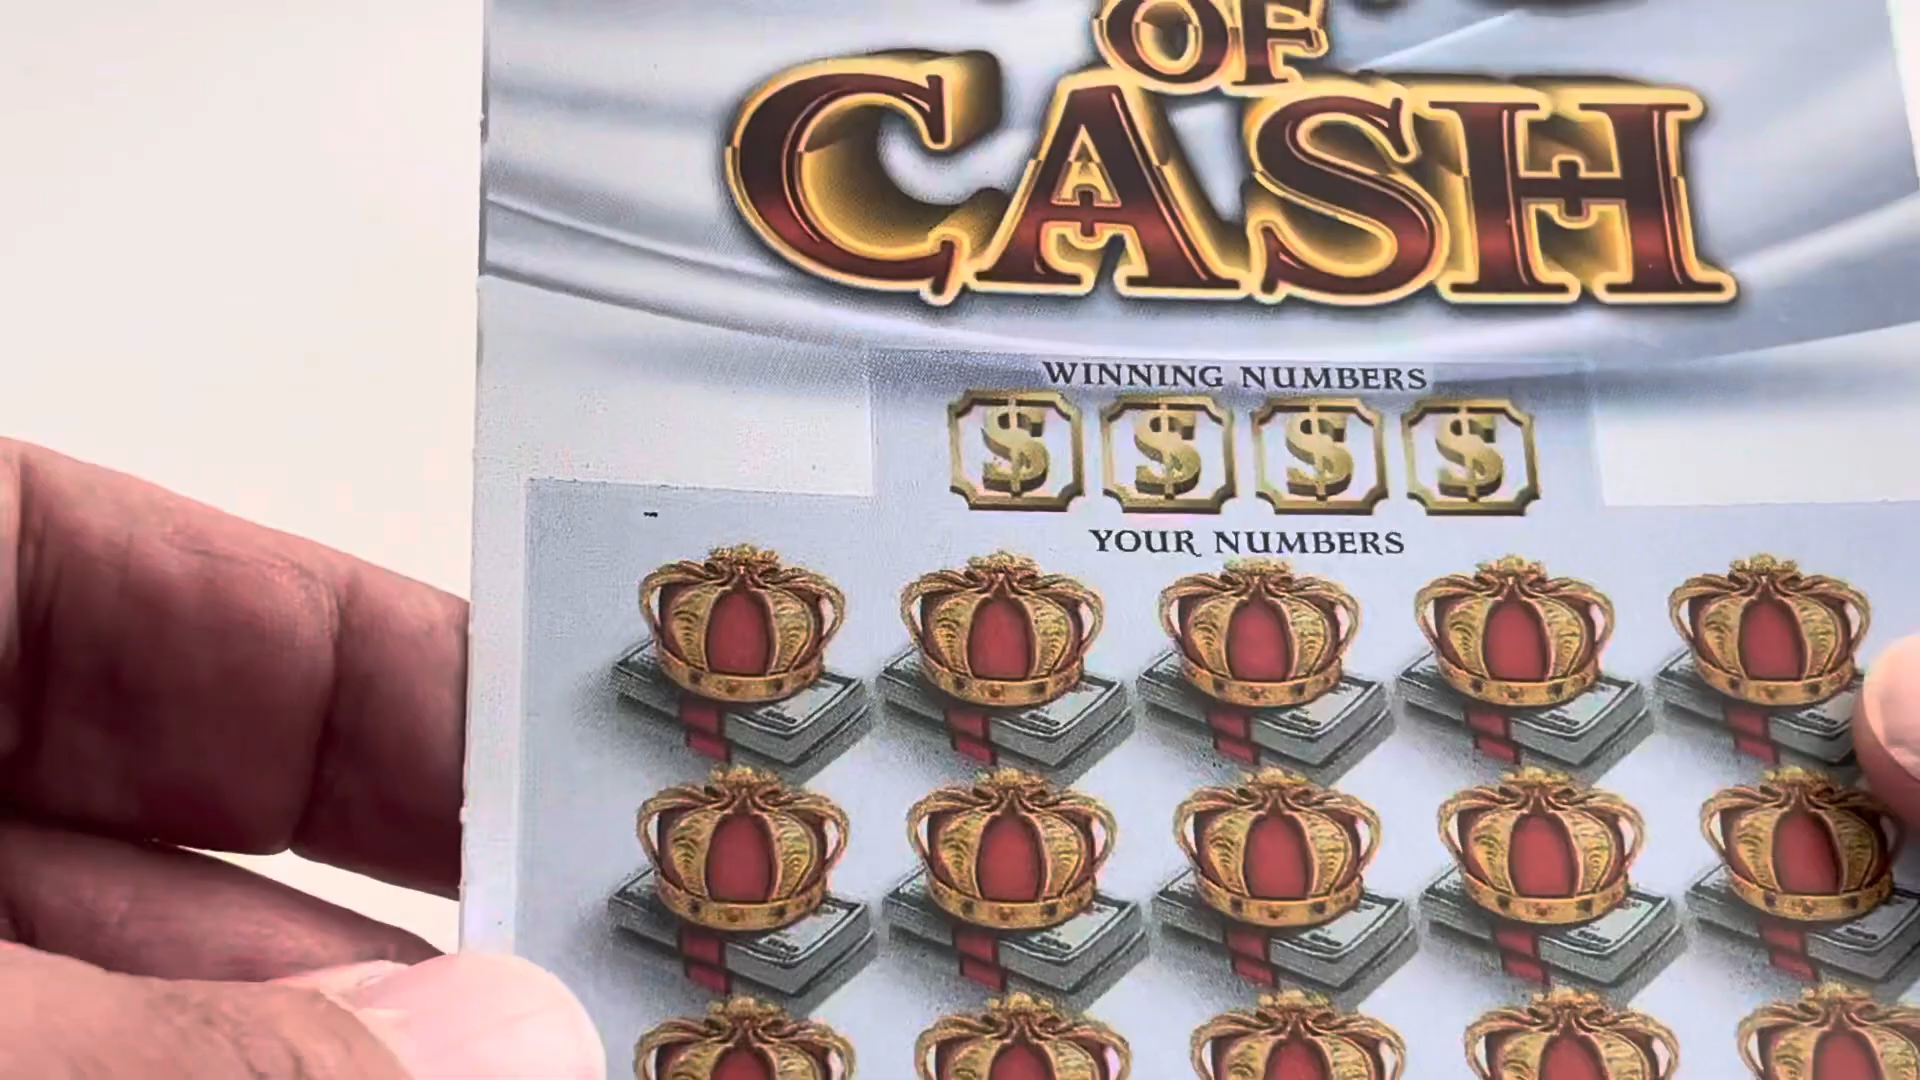 OF
CASH
WINNING NUMBERS
$ $ $ $
YOUR NUMBERS